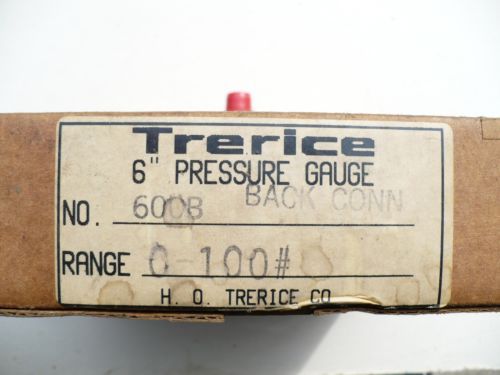 Trerice
6" PRESSURE GAUGE
BACK CONN
NO. 600B
RANGE 0-100#
H. O. TRERICE CO